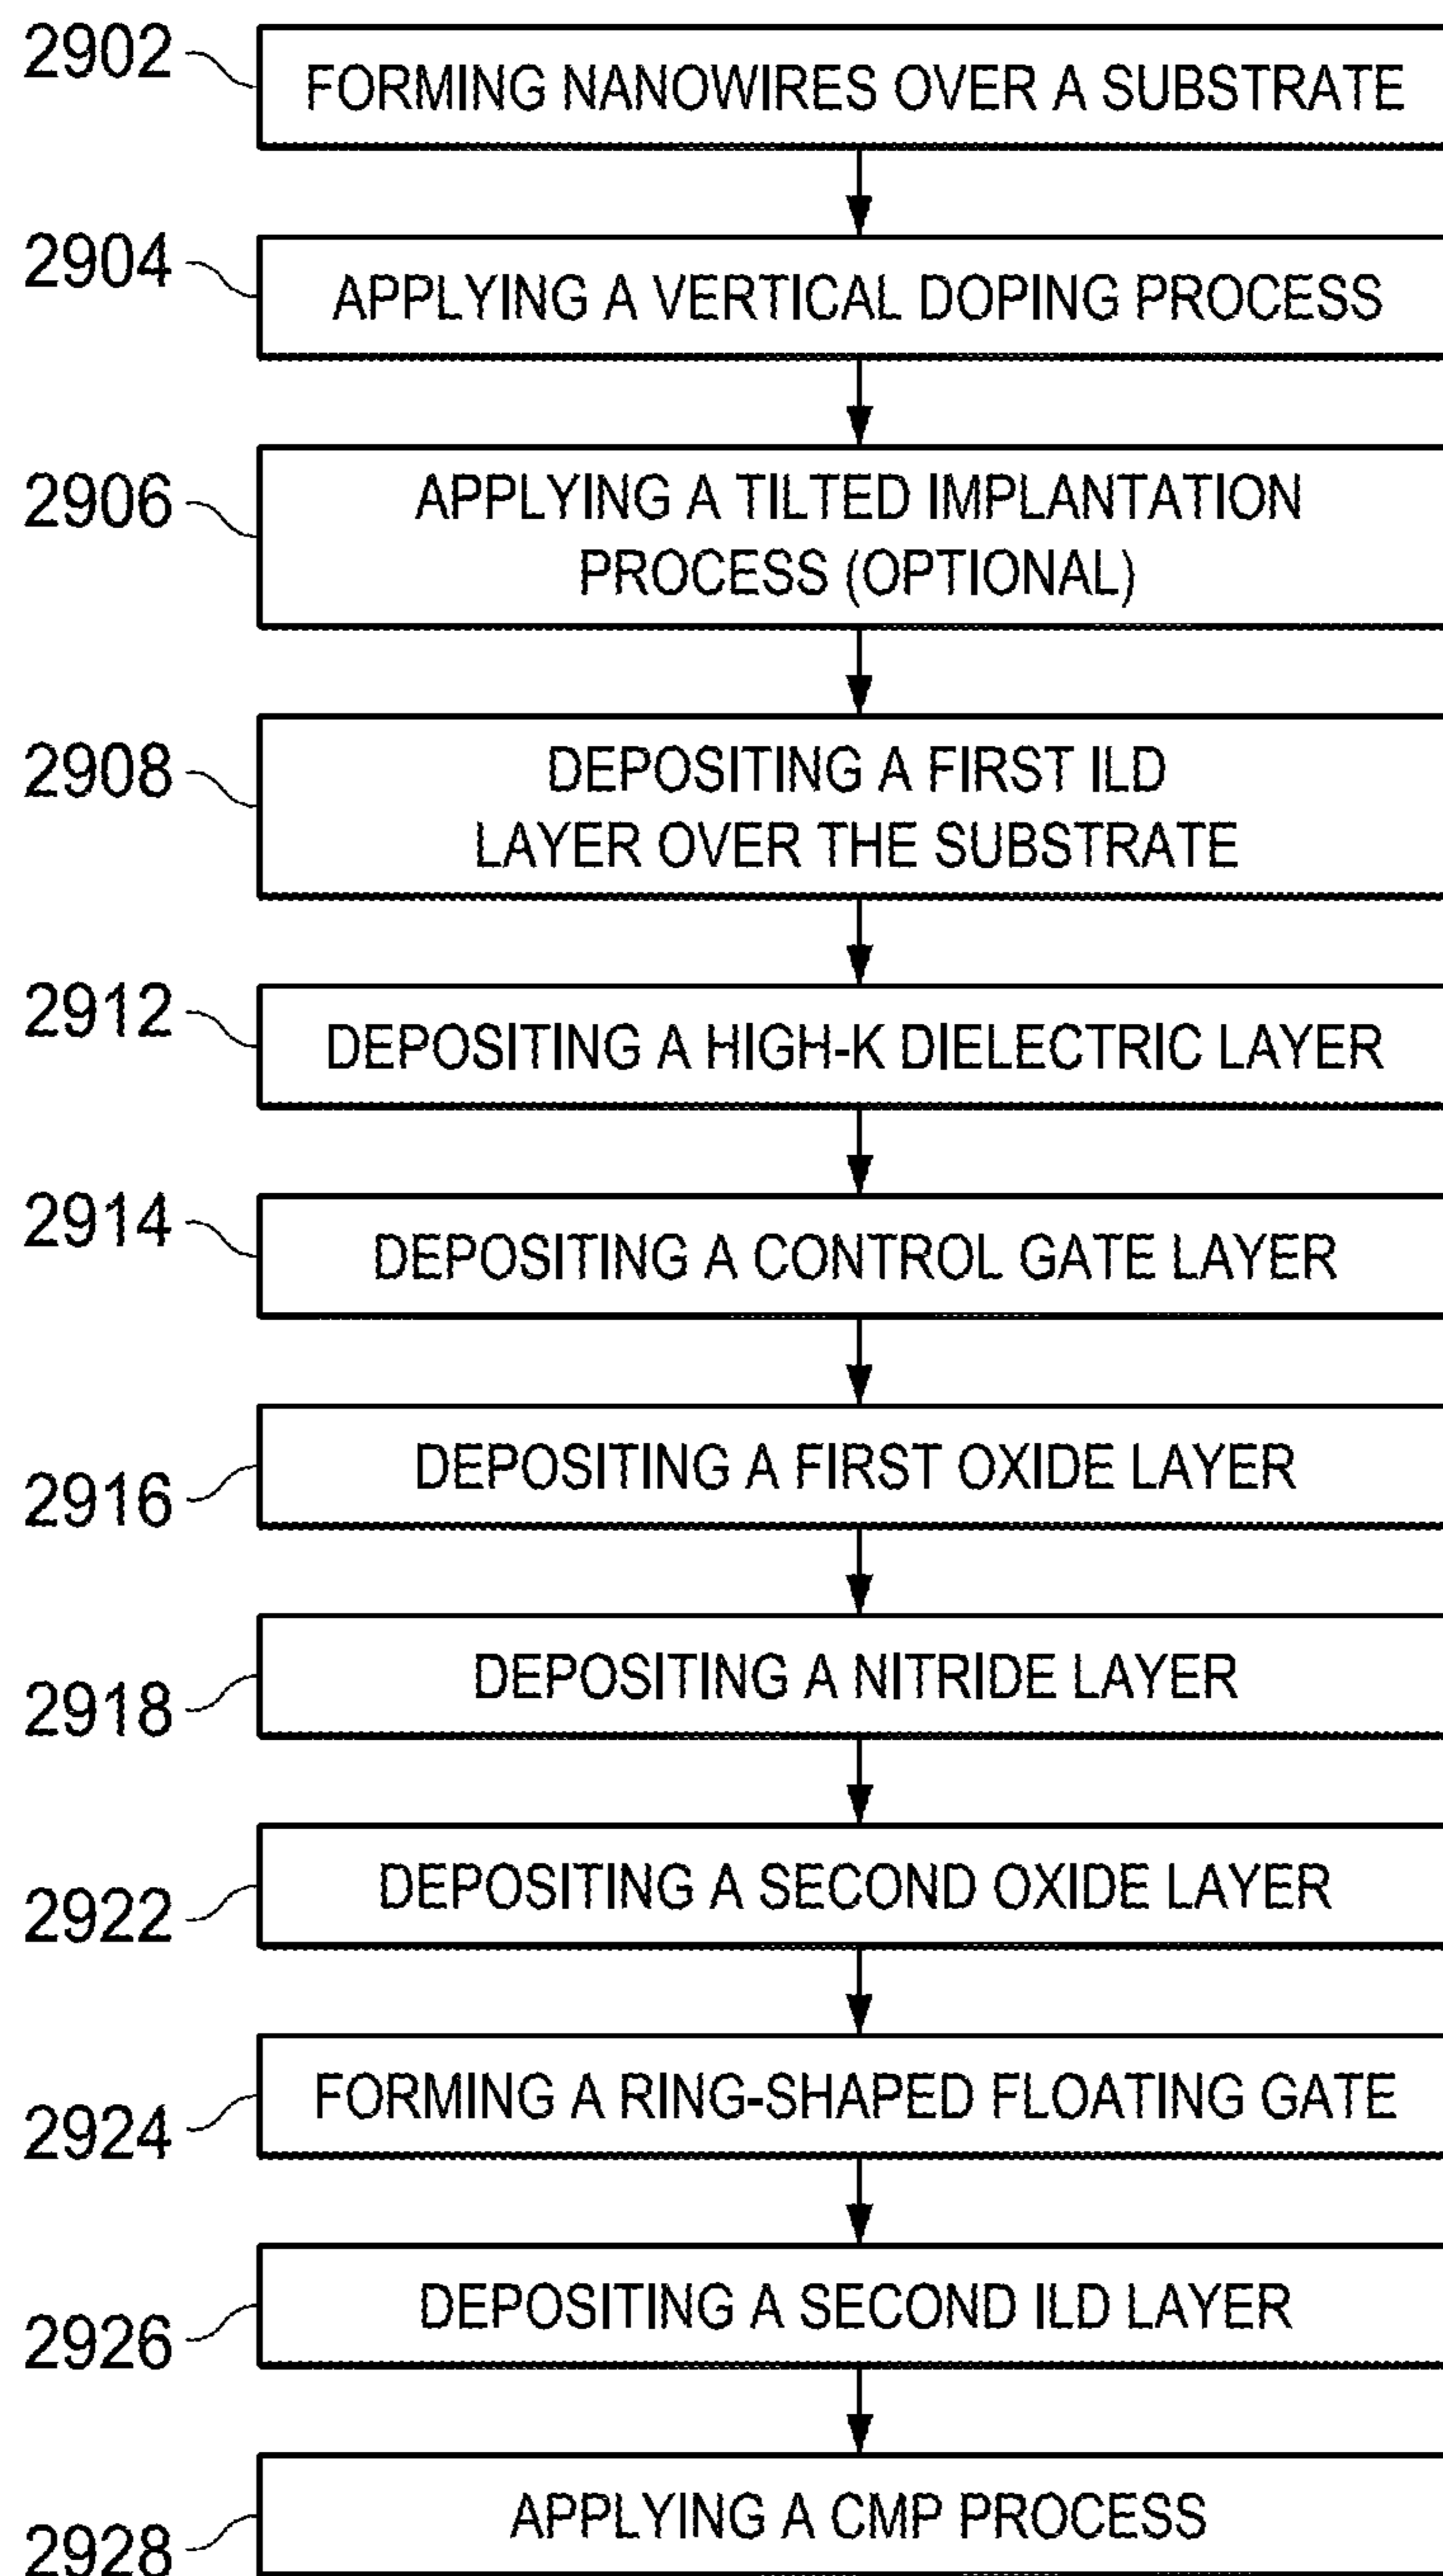 2902
FORMING NANOWIRES OVER A SUBSTRATE
2904
APPLYING A VERTICAL DOPING PROCESS
2906
APPLYING A TILTED IMPLANTATION
PROCESS (OPTIONAL)
2908
DEPOSITING A FIRST ILD
LAYER OVER THE SUBSTRATE
2912
DEPOSITING A HIGH-K DIELECTRIC LAYER
2914
DEPOSITING A CONTROL GATE LAYER
2916
DEPOSITING A FIRST OXIDE LAYER
2918
DEPOSITING A NITRIDE LAYER
2922
DEPOSITING A SECOND OXIDE LAYER
2924
FORMING A RING-SHAPED FLOATING GATE
2926
DEPOSITING A SECOND ILD LAYER
2928
APPLYING A CMP PROCESS